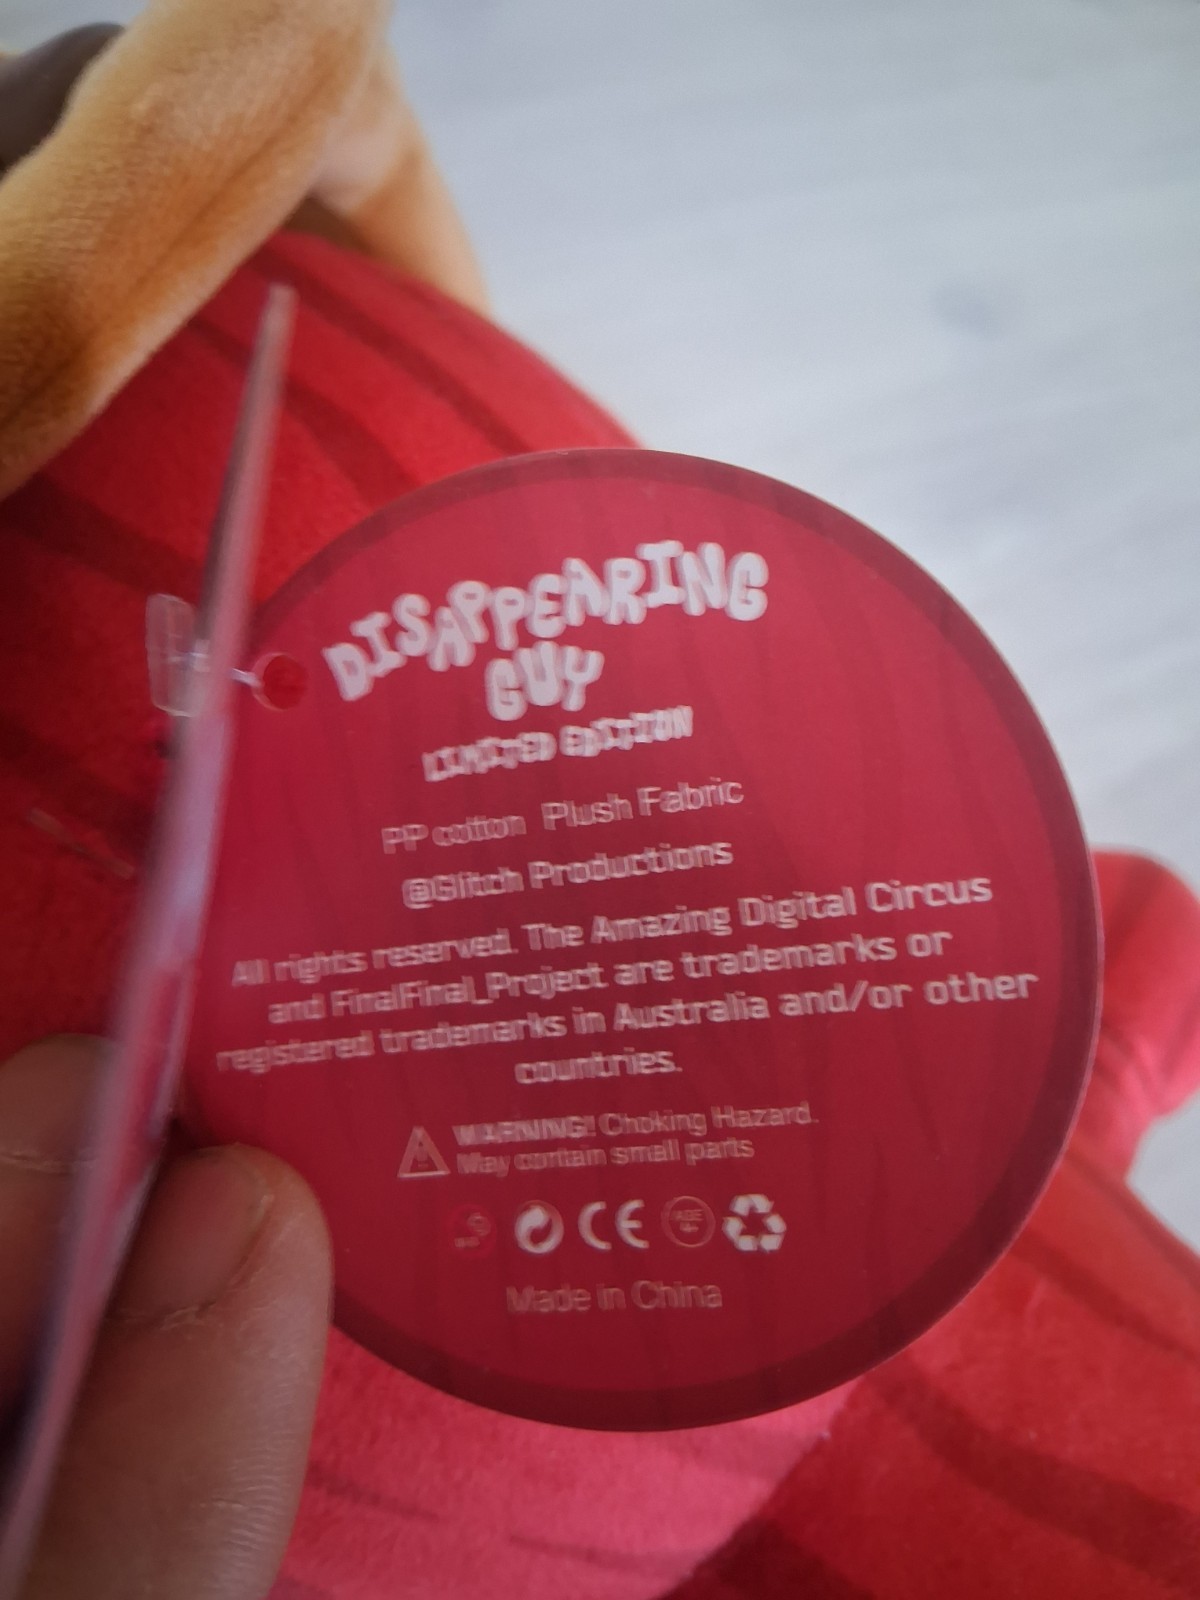 DISAPPEARING
GUY
LIMITED EDITION
PP cotton Plush Fabric
@Glitch Productions
All rights reserved. The Amazing Digital Circus
and FinalFinal_Project are trademarks or
registered trademarks in Australia and/or other
countries.
WARNING! Choking Hazard.
May contain small parts
CE
Made in China